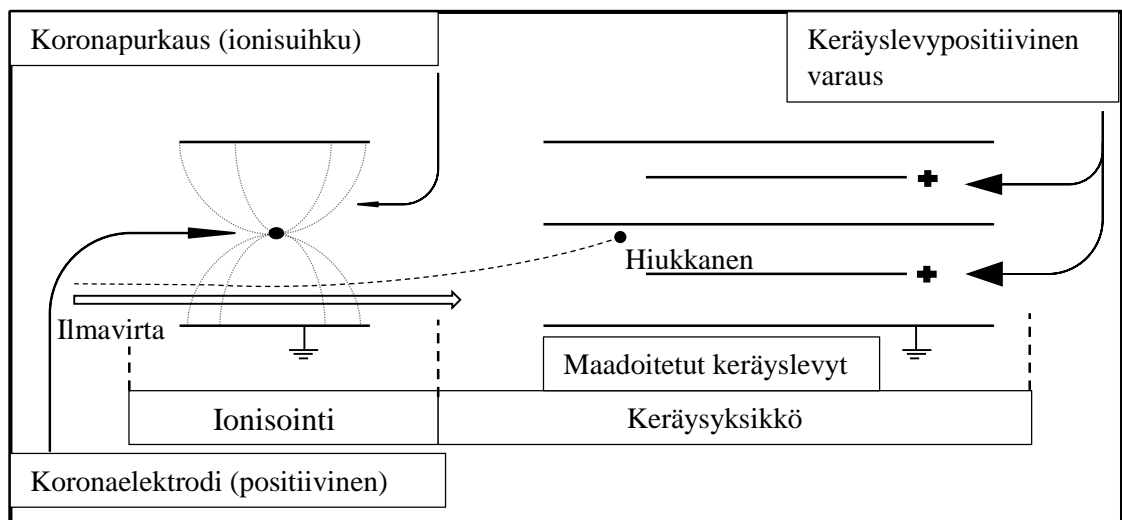 Koronapurkaus (ionisuihku)
Keräyslevypositiivinen
varaus
Hiukkanen
Ilmavirta
Maadoitetut keräyslevyt
Ionisointi
Keräysyksikkö
Koronaelektrodi (positiivinen)